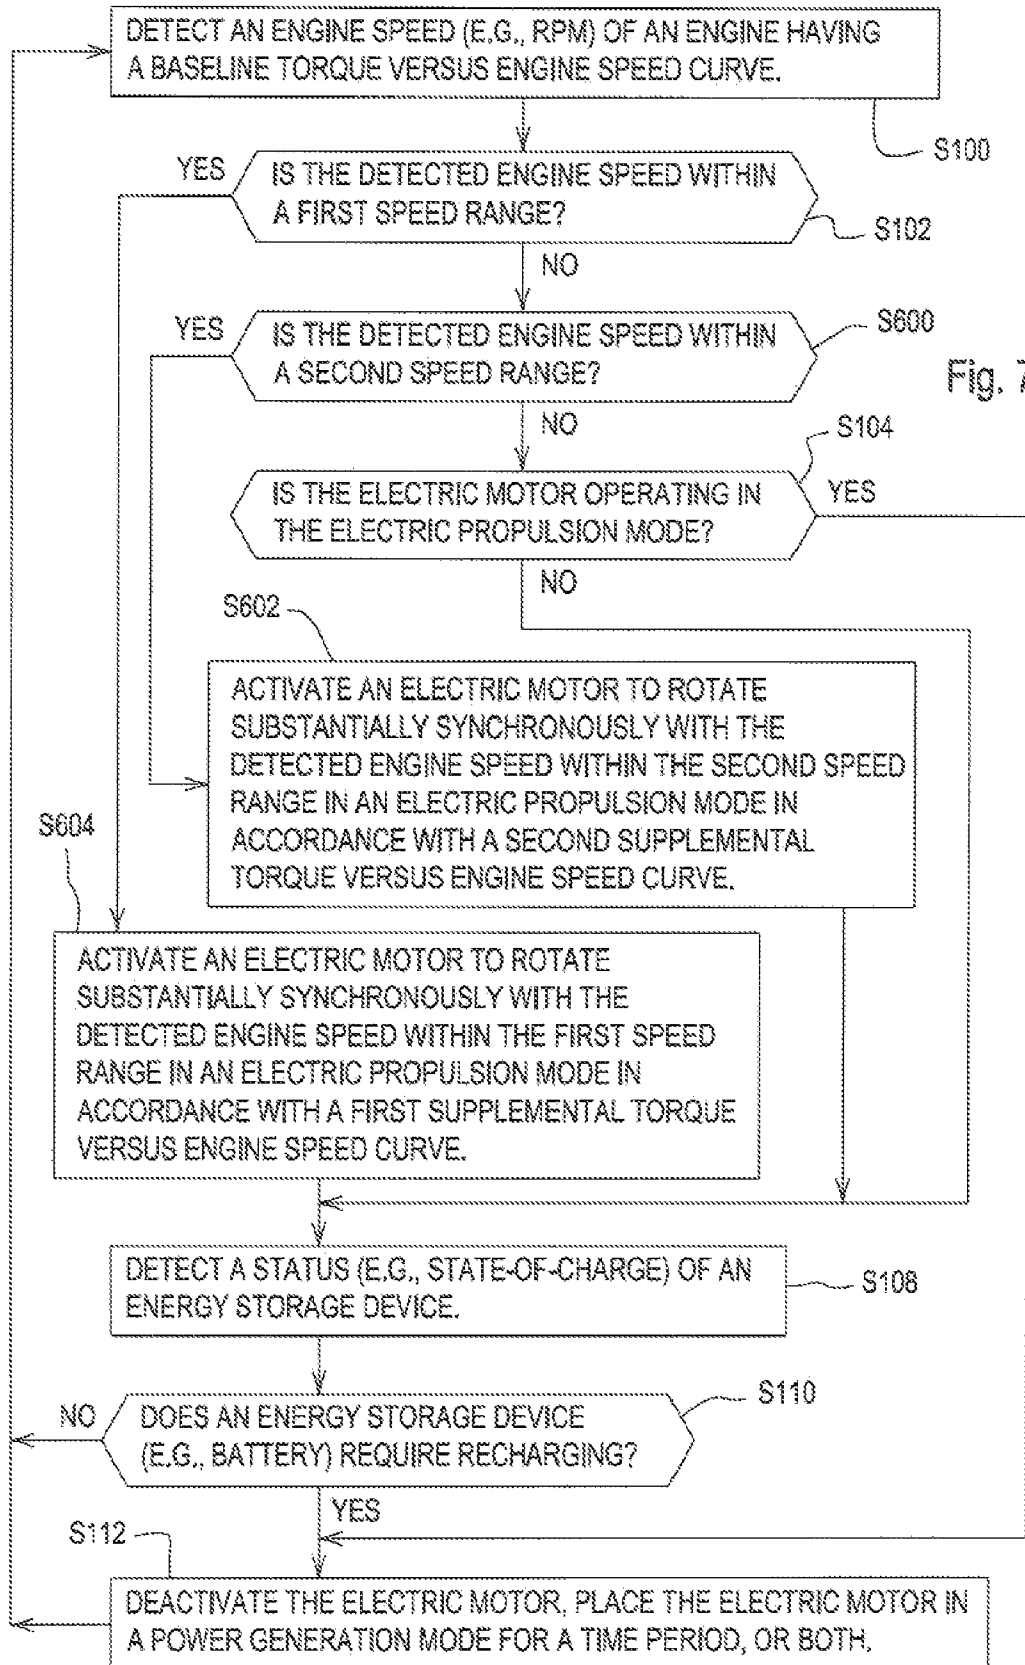 DETECT AN ENGINE SPEED (E.G., RPM) OF AN ENGINE HAVING
A BASELINE TORQUE VERSUS ENGINE SPEED CURVE.
S100
YES
IS THE DETECTED ENGINE SPEED WITHIN
A FIRST SPEED RANGE?
S102
NO
YES
IS THE DETECTED ENGINE SPEED WITHIN
A SECOND SPEED RANGE?
S600
Fig. 7
NO
S104
IS THE ELECTRIC MOTOR OPERATING IN
THE ELECTRIC PROPULSION MODE?
YES
NO
S602
ACTIVATE AN ELECTRIC MOTOR TO ROTATE
SUBSTANTIALLY SYNCHRONOUSLY WITH THE
DETECTED ENGINE SPEED WITHIN THE SECOND SPEED
RANGE IN AN ELECTRIC PROPULSION MODE IN
ACCORDANCE WITH A SECOND SUPPLEMENTAL
TORQUE VERSUS ENGINE SPEED CURVE.
S604
ACTIVATE AN ELECTRIC MOTOR TO ROTATE
SUBSTANTIALLY SYNCHRONOUSLY WITH THE
DETECTED ENGINE SPEED WITHIN THE FIRST SPEED
RANGE IN AN ELECTRIC PROPULSION MODE IN
ACCORDANCE WITH A FIRST SUPPLEMENTAL TORQUE
VERSUS ENGINE SPEED CURVE.
DETECT A STATUS (E.G., STATE-OF-CHARGE) OF AN
ENERGY STORAGE DEVICE.
S108
NO
DOES AN ENERGY STORAGE DEVICE
(E.G., BATTERY) REQUIRE RECHARGING?
S110
YES
S112
DEACTIVATE THE ELECTRIC MOTOR, PLACE THE ELECTRIC MOTOR IN
A POWER GENERATION MODE FOR A TIME PERIOD, OR BOTH.